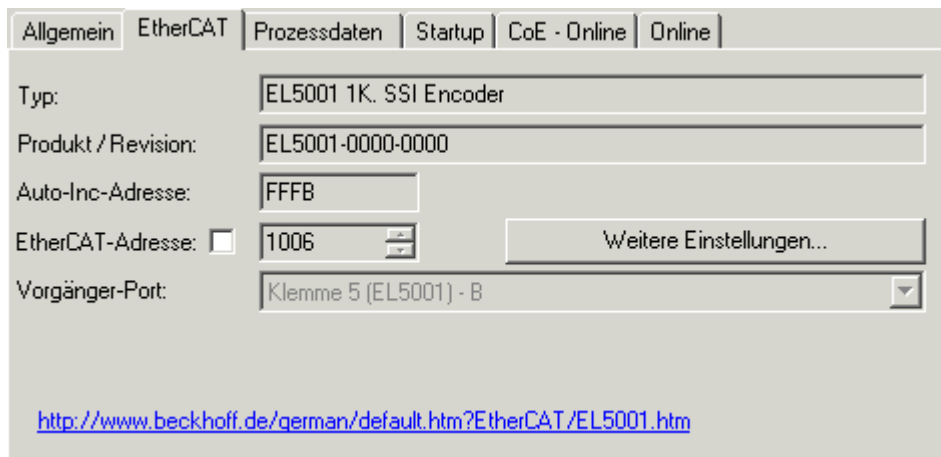 Allgemein EtherCAT Prozessdaten Startup CoE - Online Online
Typ: EL5001 1K. SSI Encoder
Produkt / Revision: EL5001-0000-0000
Auto-Inc-Adresse: FFFB
EtherCAT-Adresse: 1006 Weitere Einstellungen...
Vorgänger-Port: Klemme 5 (EL5001) - B
http://www.beckhoff.de/german/default.htm?EtherCAT/EL5001.htm